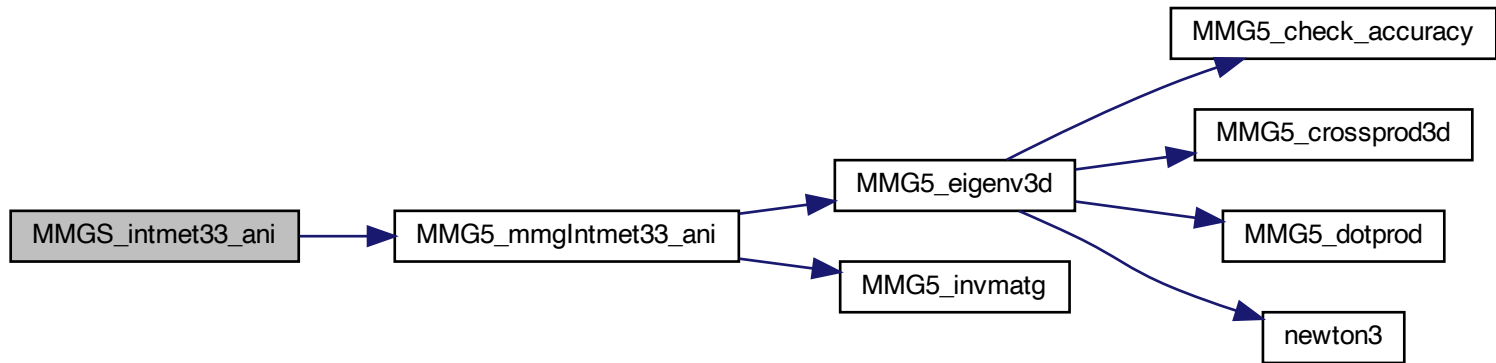 MMGS_intmet33_ani
MMG5_mmgIntmet33_ani
MMG5_eigenv3d
MMG5_invmatg
MMG5_check_accuracy
MMG5_crossprod3d
MMG5_dotprod
newton3